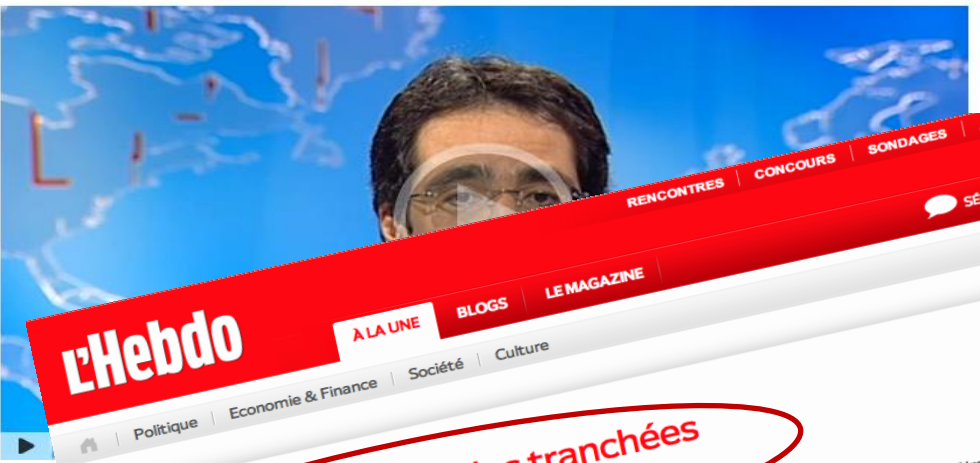 RENCONTRES CONCOURS SONDAGES
À LA UNE BLOGS LE MAGAZINE
L'Hebdo
Politique Economie & Finance Société Culture
tranchées